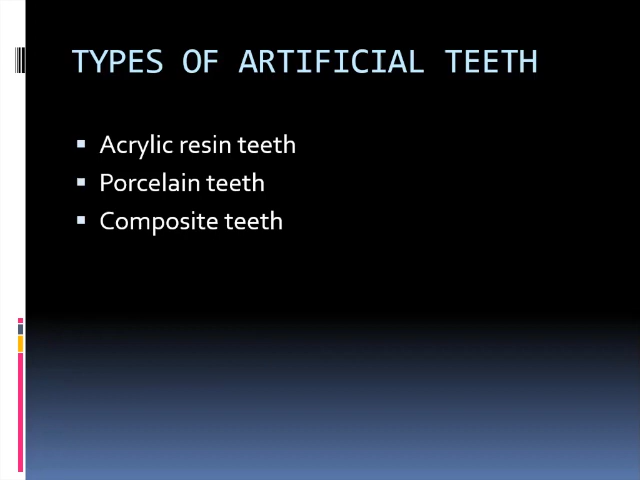 TYPES OF ARTIFICIAL TEETH
▪ Acrylic resin teeth
▪ Porcelain teeth
▪ Composite teeth